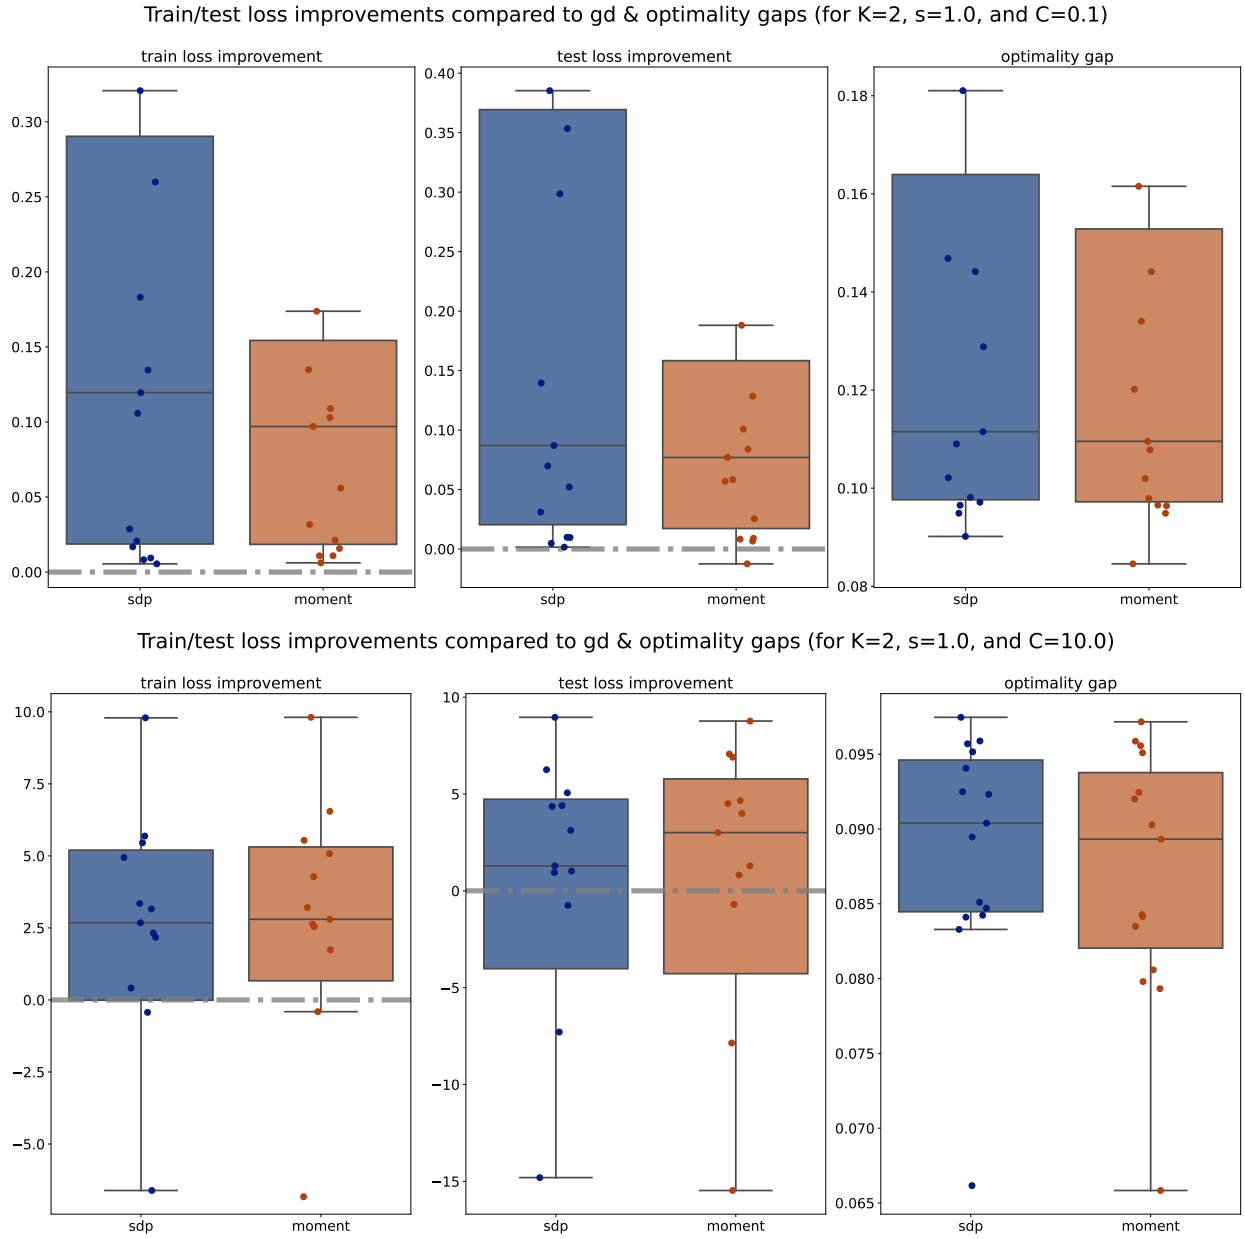 Train/test loss improvements compared to gd & optimality gaps (for K=2, s=1.0, and C=0.1)
train loss improvement
test loss improvement
optimality gap
0.30
0.25
0.20
0.15
0.10
0.05
0.00
sdp
moment
0.40
0.35
0.30
0.25
0.20
0.15
0.10
0.05
0.00
sdp
moment
0.18
0.16
0.14
0.12
0.10
0.08
sdp
moment
Train/test loss improvements compared to gd & optimality gaps (for K=2, s=1.0, and C=10.0)
train loss improvement
test loss improvement
optimality gap
10.0
7.5
5.0
2.5
0.0
−2.5
−5.0
sdp
moment
10
5
0
−5
−10
−15
sdp
moment
0.095
0.090
0.085
0.080
0.075
0.070
0.065
sdp
moment